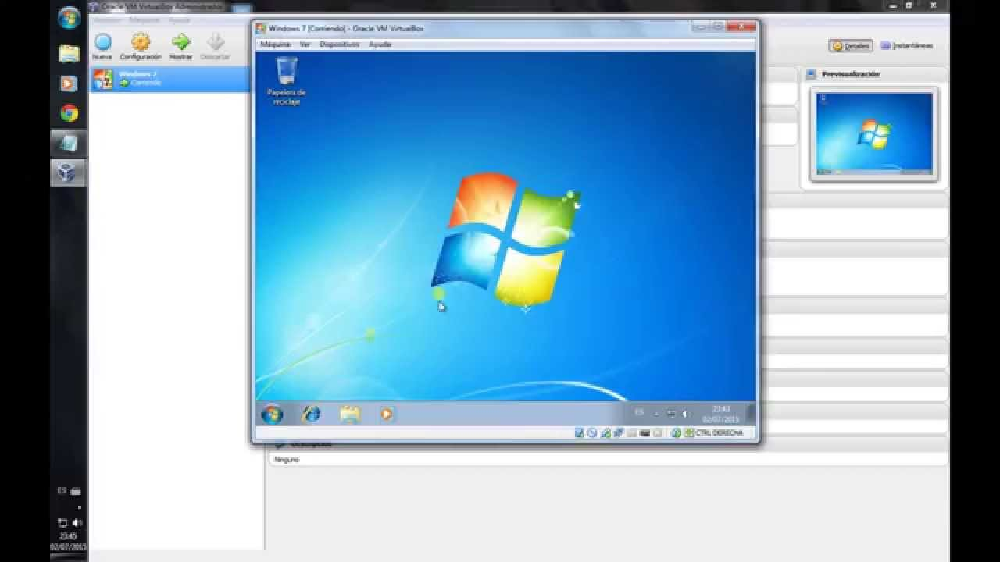 Oracle VM VirtualBox Administrador
Ayuda
Nueva
Configuración
Mostrar
Descartar
Windows 7
Corriendo
Windows 7 [Corriendo] - Oracle VM VirtualBox
Máquina Ver Dispositivos Ayuda
Papelera de
reciclaje
Detalles
Instantáneas
Previsualización
ES
23:43
02/07/2015
CTRL DERECHA
Descripción
Ninguno
ES
23:45
02/07/2015